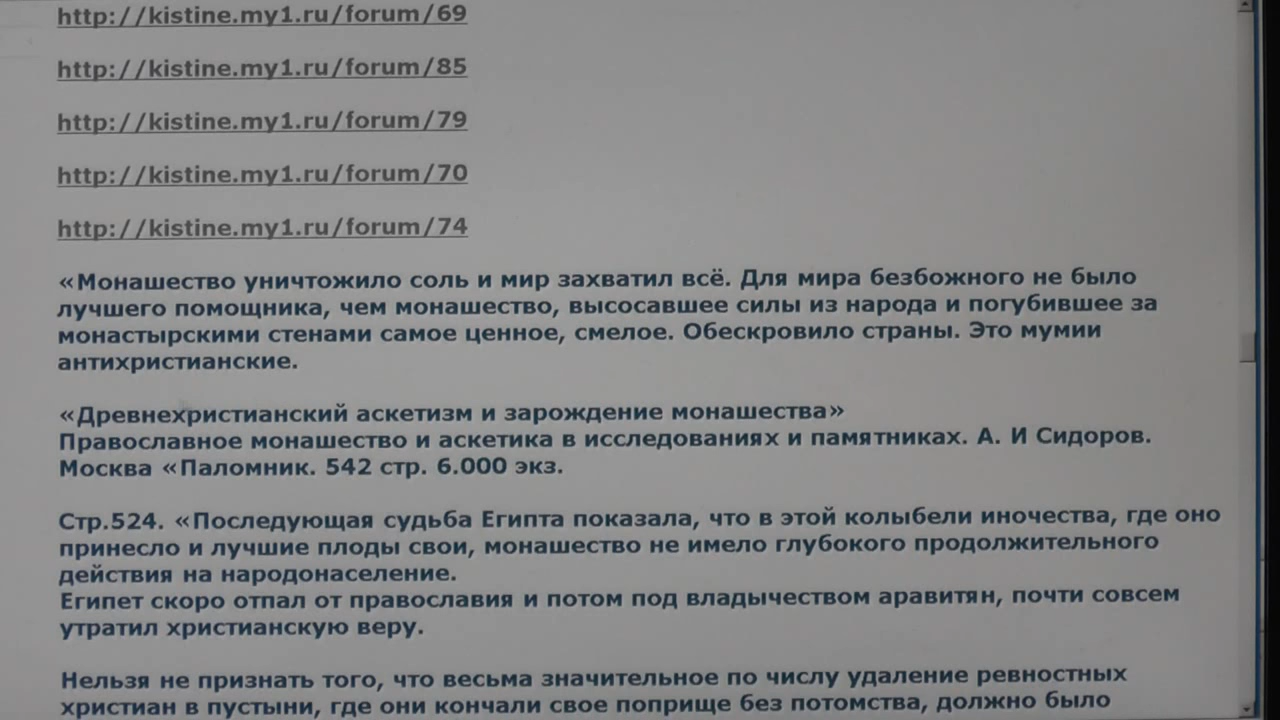 http://kistine.my1.ru/forum/69
http://kistine.my1.ru/forum/85
http://kistine.my1.ru/forum/79
http://kistine.my1.ru/forum/70
http://kistine.my1.ru/forum/74
«Монашество уничтожило соль и мир захватил всё. Для мира безбожного не было
лучшего помощника, чем монашество, высосавшее силы из народа и погубившее за
монастырскими стенами самое ценное, смелое. Обескровило страны. Это мумии
антихристианские.
«Древнехристианский аскетизм и зарождение монашества»
Православное монашество и аскетика в исследованиях и памятниках. А. И Сидоров.
Москва «Паломник. 542 стр. 6.000 экз.
Стр.524. «Последующая судьба Египта показала, что в этой колыбели иночества, где оно
принесло и лучшие плоды свои, монашество не имело глубокого продолжительного
действия на народонаселение.
Египет скоро отпал от православия и потом под владычеством аравитян, почти совсем
утратил христианскую веру.
Нельзя не признать того, что весьма значительное по числу удаление ревностных
христиан в пустыни, где они кончали свое поприще без потомства, должно было